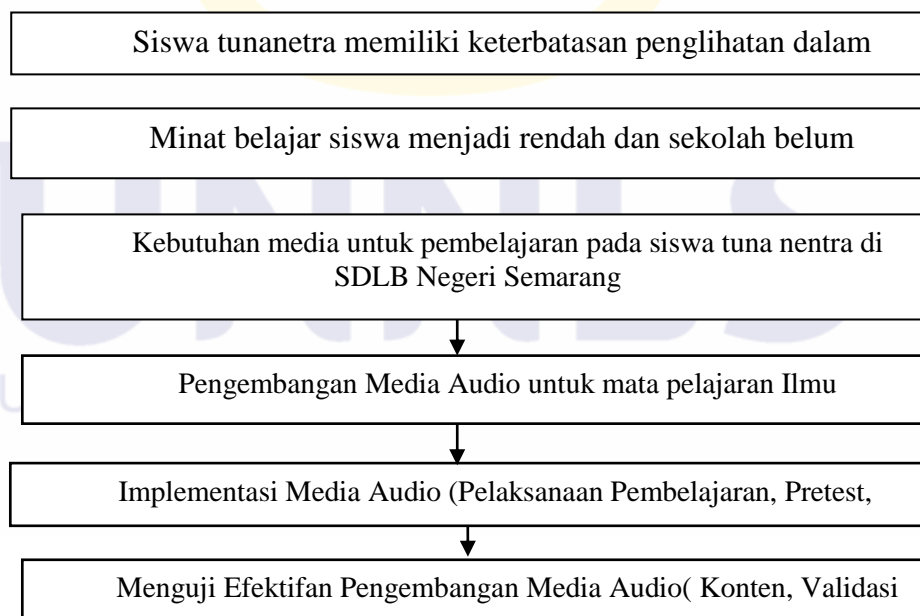 Siswa tunanetra memiliki keterbatasan penglihatan dalam
Minat belajar siswa menjadi rendah dan sekolah belum
Kebutuhan media untuk pembelajaran pada siswa tuna nentra di
SDLB Negeri Semarang
Pengembangan Media Audio untuk mata pelajaran Ilmu
Implementasi Media Audio (Pelaksanaan Pembelajaran, Pretest,
Menguji Efektifan Pengembangan Media Audio( Konten, Validasi